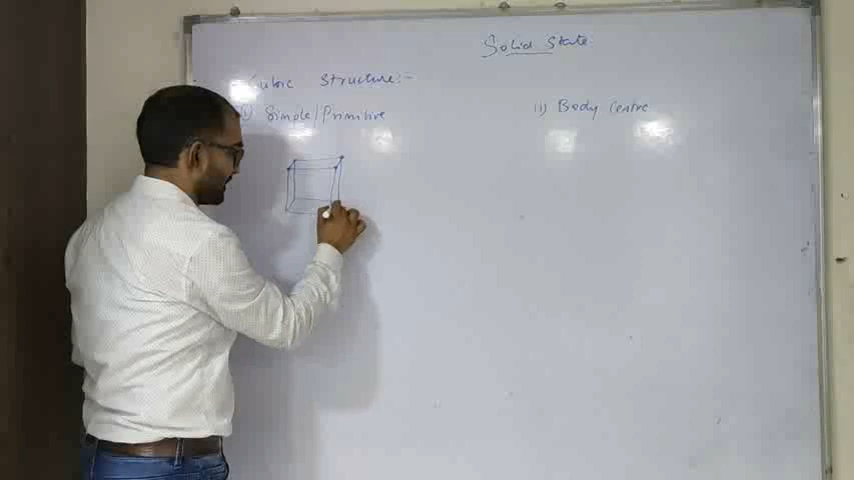 Solid State
Cubic Structure:-
i) Simple/Primitive
ii) Body Centre